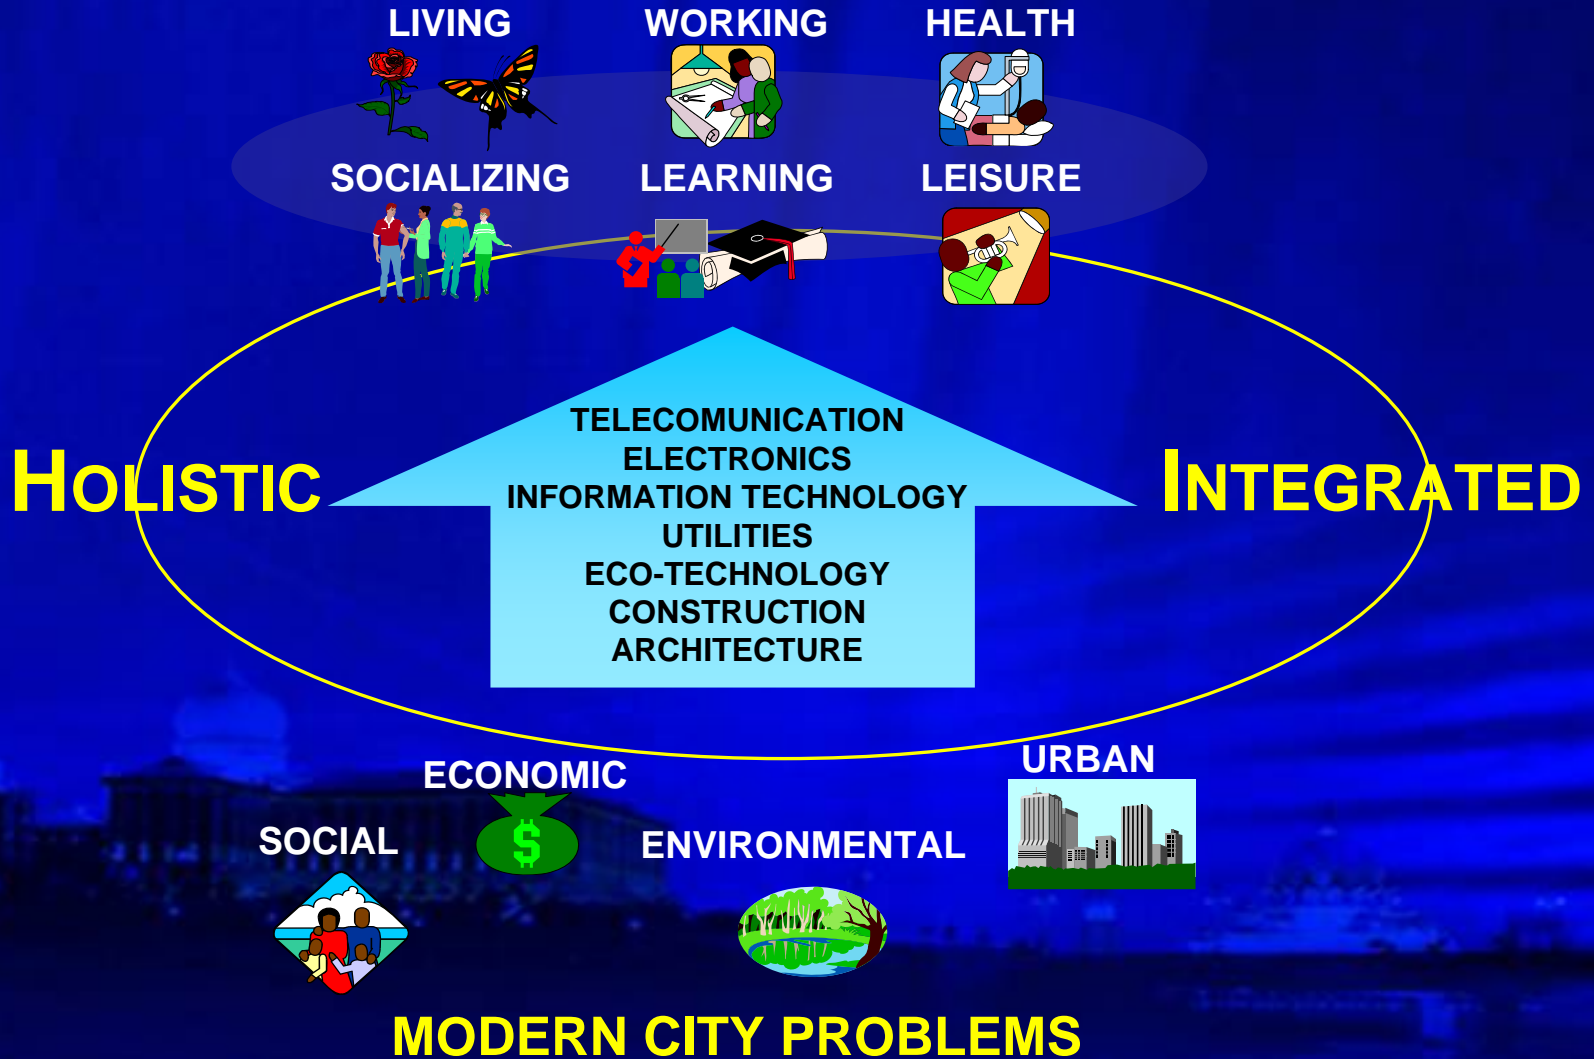 LIVING WORKING HEALTH
SOCIALIZING LEARNING LEISURE
TELECOMUNICATION
ELECTRONICS
INFORMATION TECHNOLOGY
UTILITIES
ECO-TECHNOLOGY
CONSTRUCTION
ARCHITECTURE
HOLISTIC
INTEGRATED
ECONOMIC
$
URBAN
SOCIAL
ENVIRONMENTAL
MODERN CITY PROBLEMS